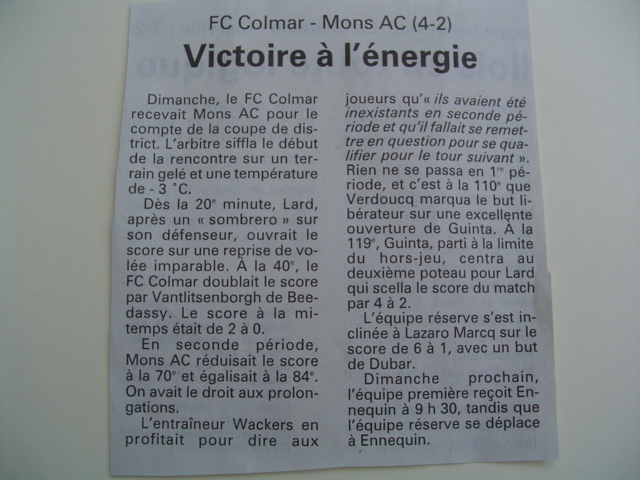 FC Colmar - Mons AC (4-2)
Victoire à l'énergie
Dimanche, le FC Colmar
recevait Mons AC pour le
compte de la coupe de dis-
trict. L'arbitre siffla le début
de la rencontre sur un ter-
rain gelé et une température
de - 3 °C.
Dès la 20e minute, Lard,
après un « sombrero » sur
son défenseur, ouvrait le
score sur une reprise de vo-
lée imparable. À la 40e, le
FC Colmar doublait le score
par Vantlitsenborgh de Bee-
dassy. Le score à la mi-
temps était de 2 à 0.
En seconde période,
Mons AC réduisait le score
à la 70e et égalisait à la 84e.
On avait le droit aux prolon-
gations.
L'entraîneur Wackers en
profitait pour dire aux
joueurs qu'« ils avaient été
inexistants en seconde pé-
riode et qu'il fallait se remet-
tre en question pour se qua-
lifier pour le tour suivant ».
Rien ne se passa en 1re pé-
riode, et c'est à la 110e que
Verdoucq marqua le but li-
bérateur sur une excellente
ouverture de Guinta. À la
119e, Guinta, parti à la limite
du hors-jeu, centra au
deuxième poteau pour Lard
qui scella le score du match
par 4 à 2.
L'équipe réserve s'est in-
clinée à Lazaro Marcq sur le
score de 6 à 1, avec un but
de Dubar.
Dimanche prochain,
l'équipe première reçoit En-
nequin à 9 h 30, tandis que
l'équipe réserve se déplace
à Ennequin.